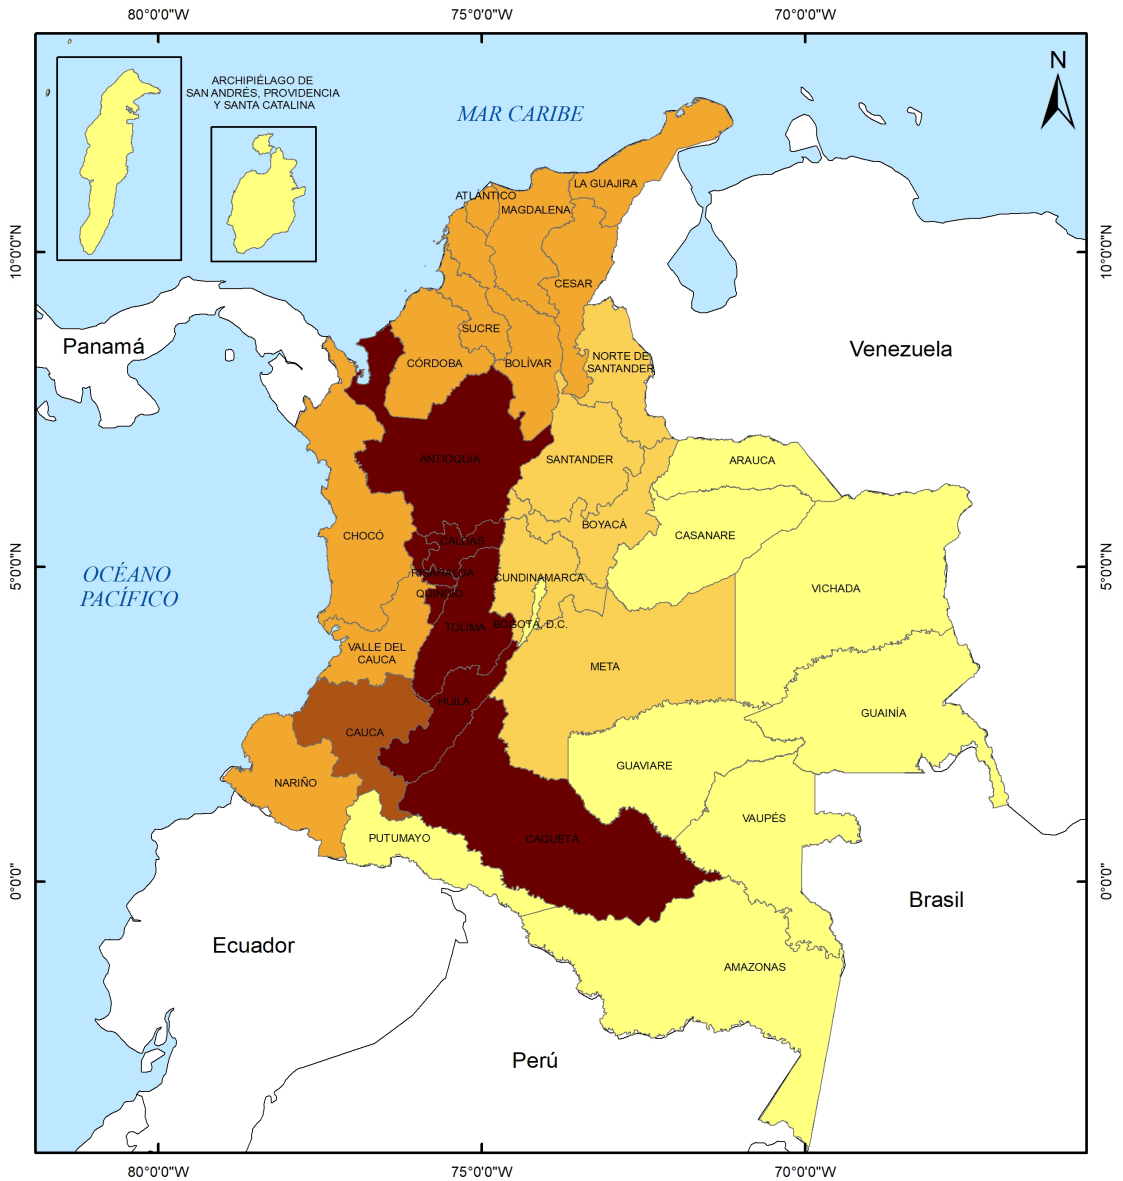 80°0'0"W
75°0'0"W
70°0'0"W
N
ARCHIPIÉLAGO DE
SAN ANDRÉS, PROVIDENCIA
Y SANTA CATALINA
MAR CARIBE
LA GUAJIRA
ATLÁNTICO
MAGDALENA
10°0'0"N
10°0'0"N
CESAR
SUCRE
Panamá
Venezuela
CÓRDOBA
BOLÍVAR
NORTE DE
SANTANDER
ANTIOQUIA
SANTANDER
ARAUCA
BOYACÁ
CHOCÓ
CASANARE
CALDAS
5°0'0"N
5°0'0"N
OCÉANO
PACÍFICO
RISARALDA
CUNDINAMARCA
QUINDÍO
VICHADA
TOLIMA
BOGOTÁ, D.C.
VALLE DEL
CAUCA
META
HUILA
GUAINÍA
CAUCA
GUAVIARE
NARIÑO
VAUPÉS
PUTUMAYO
CAQUETÁ
0°0'0"
0°0'0"
Brasil
Ecuador
AMAZONAS
Perú
80°0'0"W
75°0'0"W
70°0'0"W